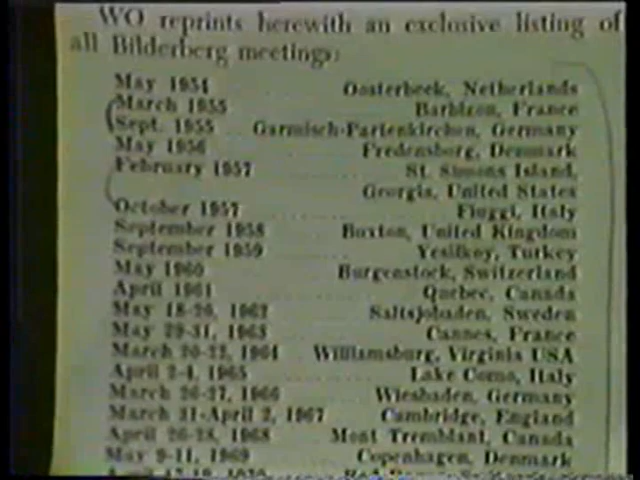 WO reprints herewith an exclusive listing of
all Bilderberg meetings:
May 1954 Oosterbeek, Netherlands
March 1955 Barbizon, France
Sept. 1955 Garmisch-Partenkirchen, Germany
May 1956 Fredensborg, Denmark
February 1957 St. Simons Island,
Georgia, United States
October 1957 Fiuggi, Italy
September 1958 Buxton, United Kingdom
September 1959 Yesilkoy, Turkey
May 1960 Burgenstock, Switzerland
April 1961 Quebec, Canada
May 18-20, 1962 Saltsjobaden, Sweden
May 29-31, 1963 Cannes, France
March 20-22, 1964 Williamsburg, Virginia USA
April 2-4, 1965 Lake Como, Italy
March 26-27, 1966 Wiesbaden, Germany
March 31-April 2, 1967 Cambridge, England
April 26-28, 1968 Mont Tremblant, Canada
May 9-11, 1969 Copenhagen, Denmark
April